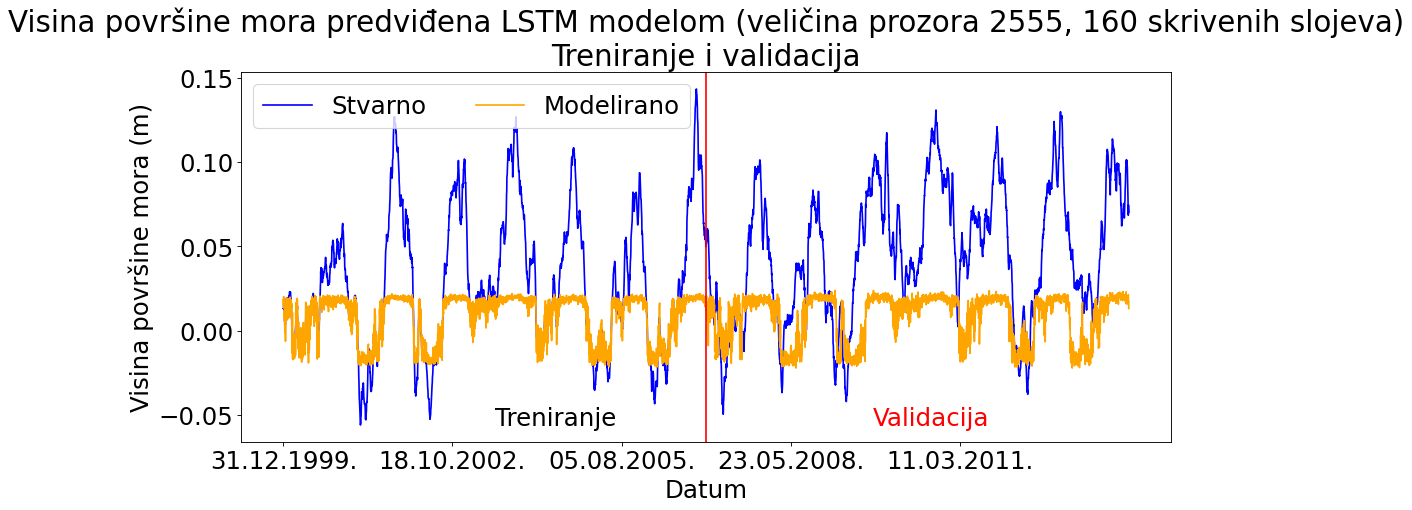 Visina površine mora predviđena LSTM modelom (veličina prozora 2555, 160 skrivenih slojeva)
Treniranje i validacija
Stvarno Modelirano
0.15
0.10
0.05
0.00
−0.05
Visina površine mora (m)
Treniranje Validacija
31.12.1999. 18.10.2002. 05.08.2005. 23.05.2008. 11.03.2011.
Datum